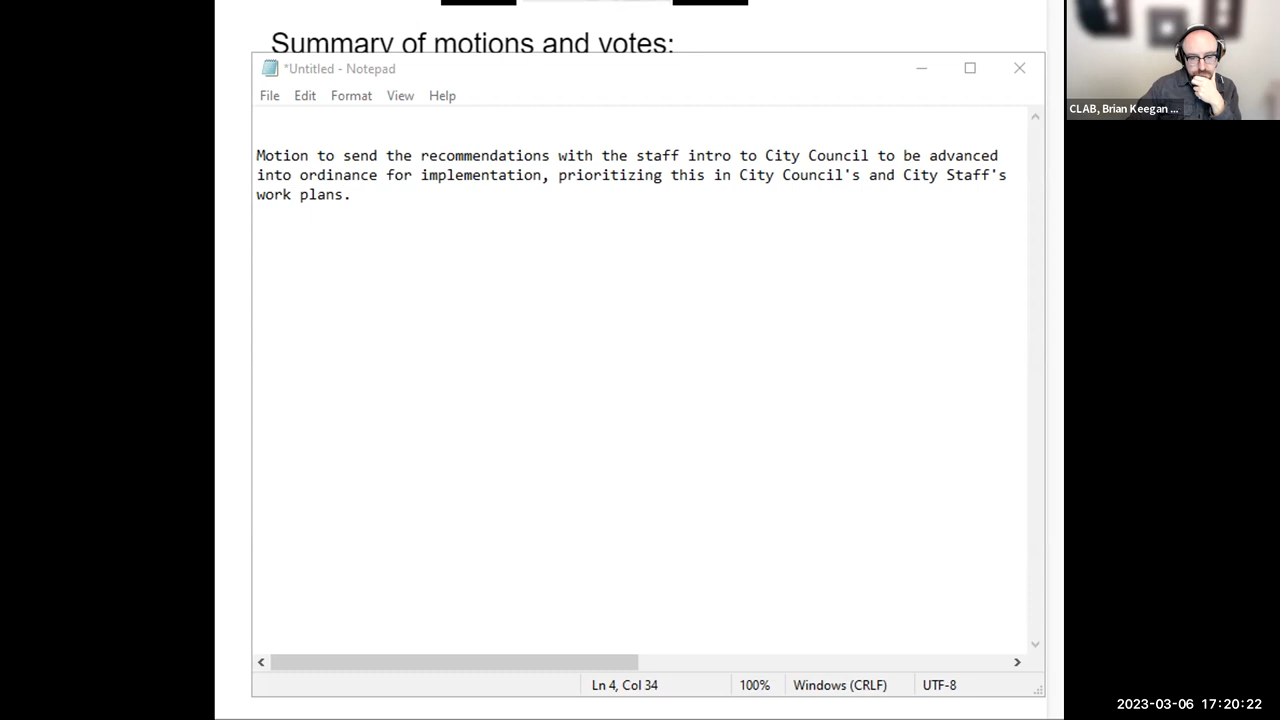 Summary of motions and votes:
*Untitled - Notepad
File Edit Format View Help
Motion to send the recommendations with the staff intro to City Council to be advanced
into ordinance for implementation, prioritizing this in City Council's and City Staff's
work plans.
Ln 4, Col 34 100% Windows (CRLF) UTF-8
CLAB, Brian Keegan ...
2023-03-06 17:20:22